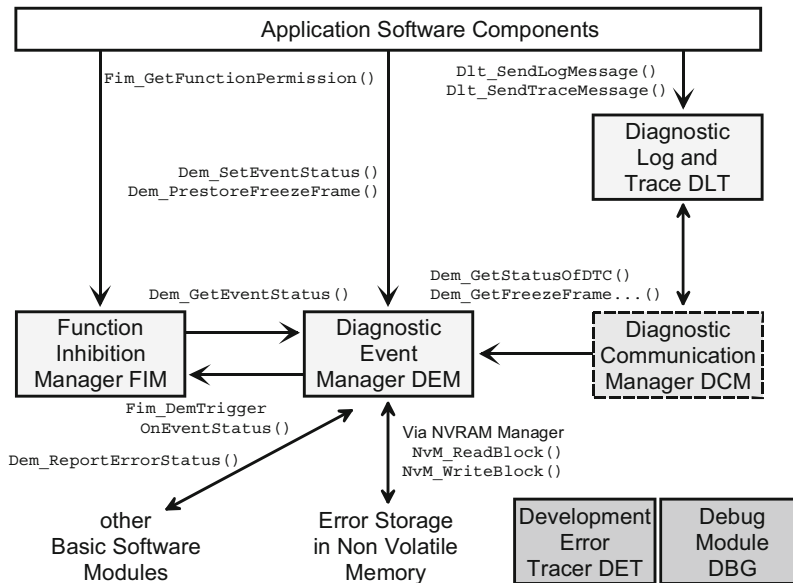 Application Software Components
Fim_GetFunctionPermission()
Dlt_SendLogMessage()
Dlt_SendTraceMessage()
Diagnostic
Log and
Trace DLT
Dem_SetEventStatus()
Dem_PrestoreFreezeFrame()
Dem_GetEventStatus()
Dem_GetStatusOfDTC()
Dem_GetFreezeFrame...()
Function
Inhibition
Manager FIM
Diagnostic
Event
Manager DEM
Diagnostic
Communication
Manager DCM
Fim_DemTrigger
OnEventStatus()
Dem_ReportErrorStatus()
Via NVRAM Manager
NvM_ReadBlock()
NvM_WriteBlock()
other
Basic Software
Modules
Error Storage
in Non Volatile
Memory
Development
Error
Tracer DET
Debug
Module
DBG